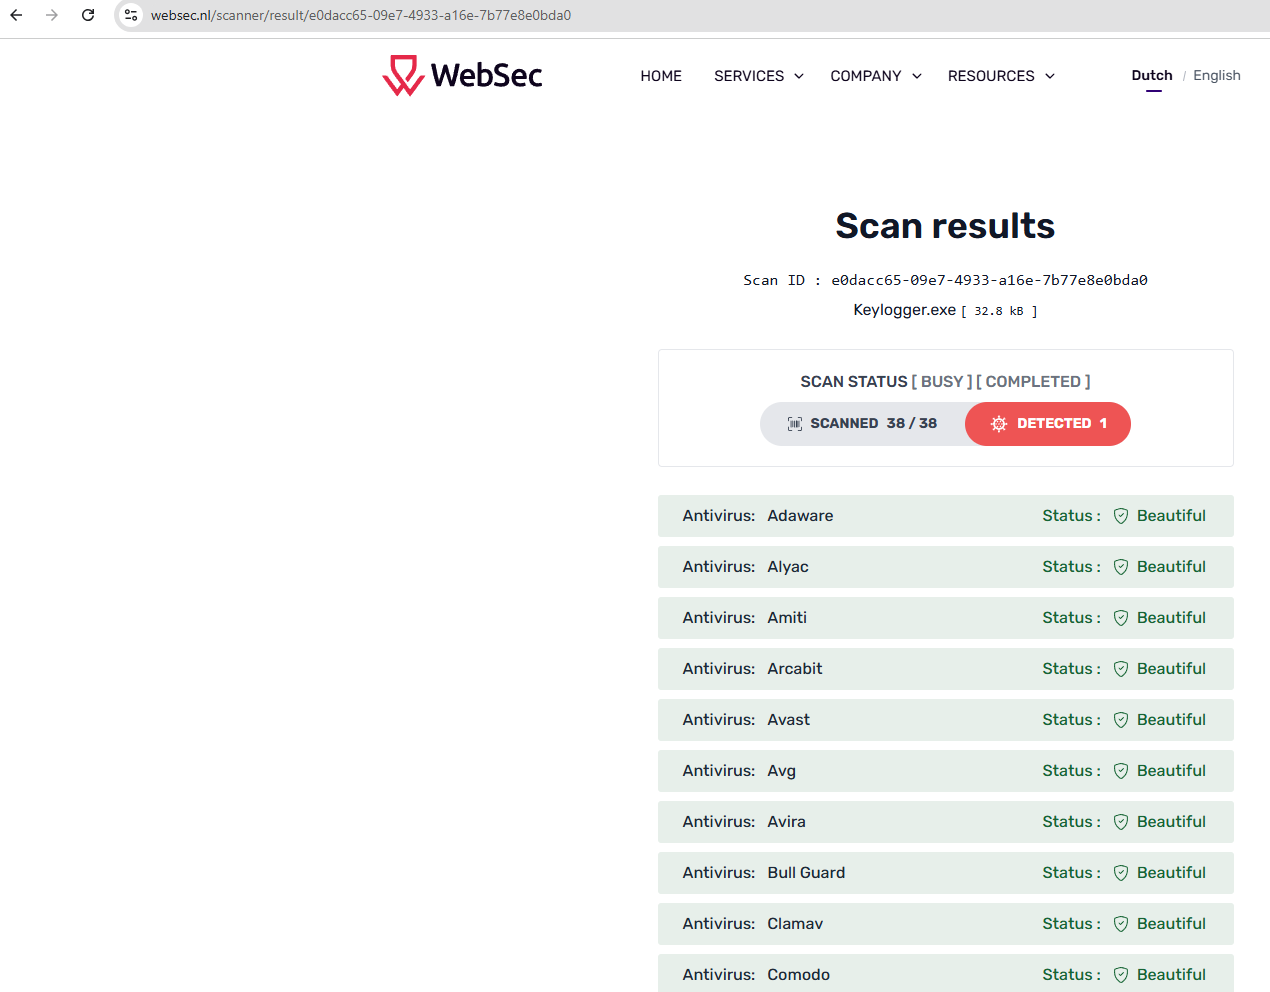 websec.nl/scanner/result/e0dacc65-09e7-4933-a16e-7b77e8e0bda0
WebSec HOME SERVICES COMPANY RESOURCES Dutch / English
Scan results
Scan ID : e0dacc65-09e7-4933-a16e-7b77e8e0bda0
Keylogger.exe [ 32.8 kB ]
SCAN STATUS [ BUSY ] [ COMPLETED ]
SCANNED 38 / 38 DETECTED 1
Antivirus: Adaware Status : Beautiful
Antivirus: Alyac Status : Beautiful
Antivirus: Amiti Status : Beautiful
Antivirus: Arcabit Status : Beautiful
Antivirus: Avast Status : Beautiful
Antivirus: Avg Status : Beautiful
Antivirus: Avira Status : Beautiful
Antivirus: Bull Guard Status : Beautiful
Antivirus: Clamav Status : Beautiful
Antivirus: Comodo Status : Beautiful